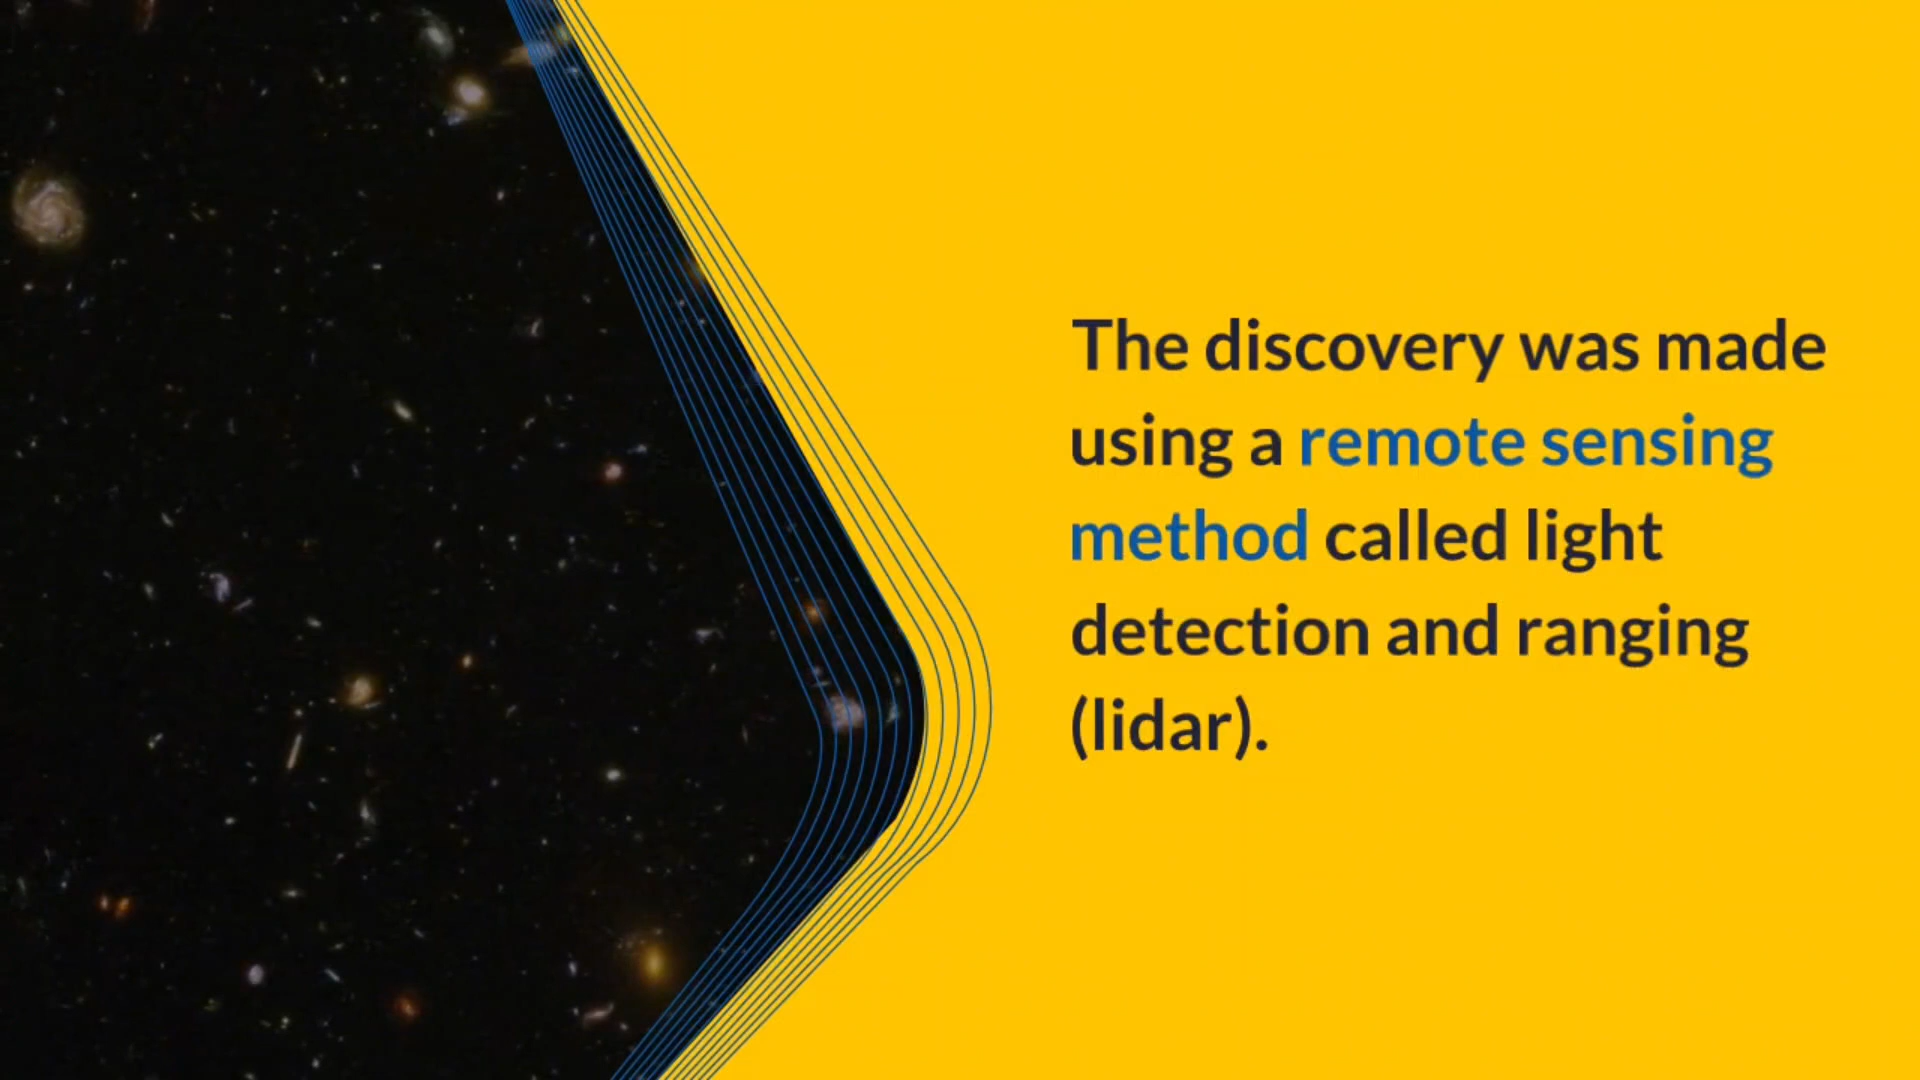 The discovery was made
using a remote sensing
method called light
detection and ranging
(lidar).